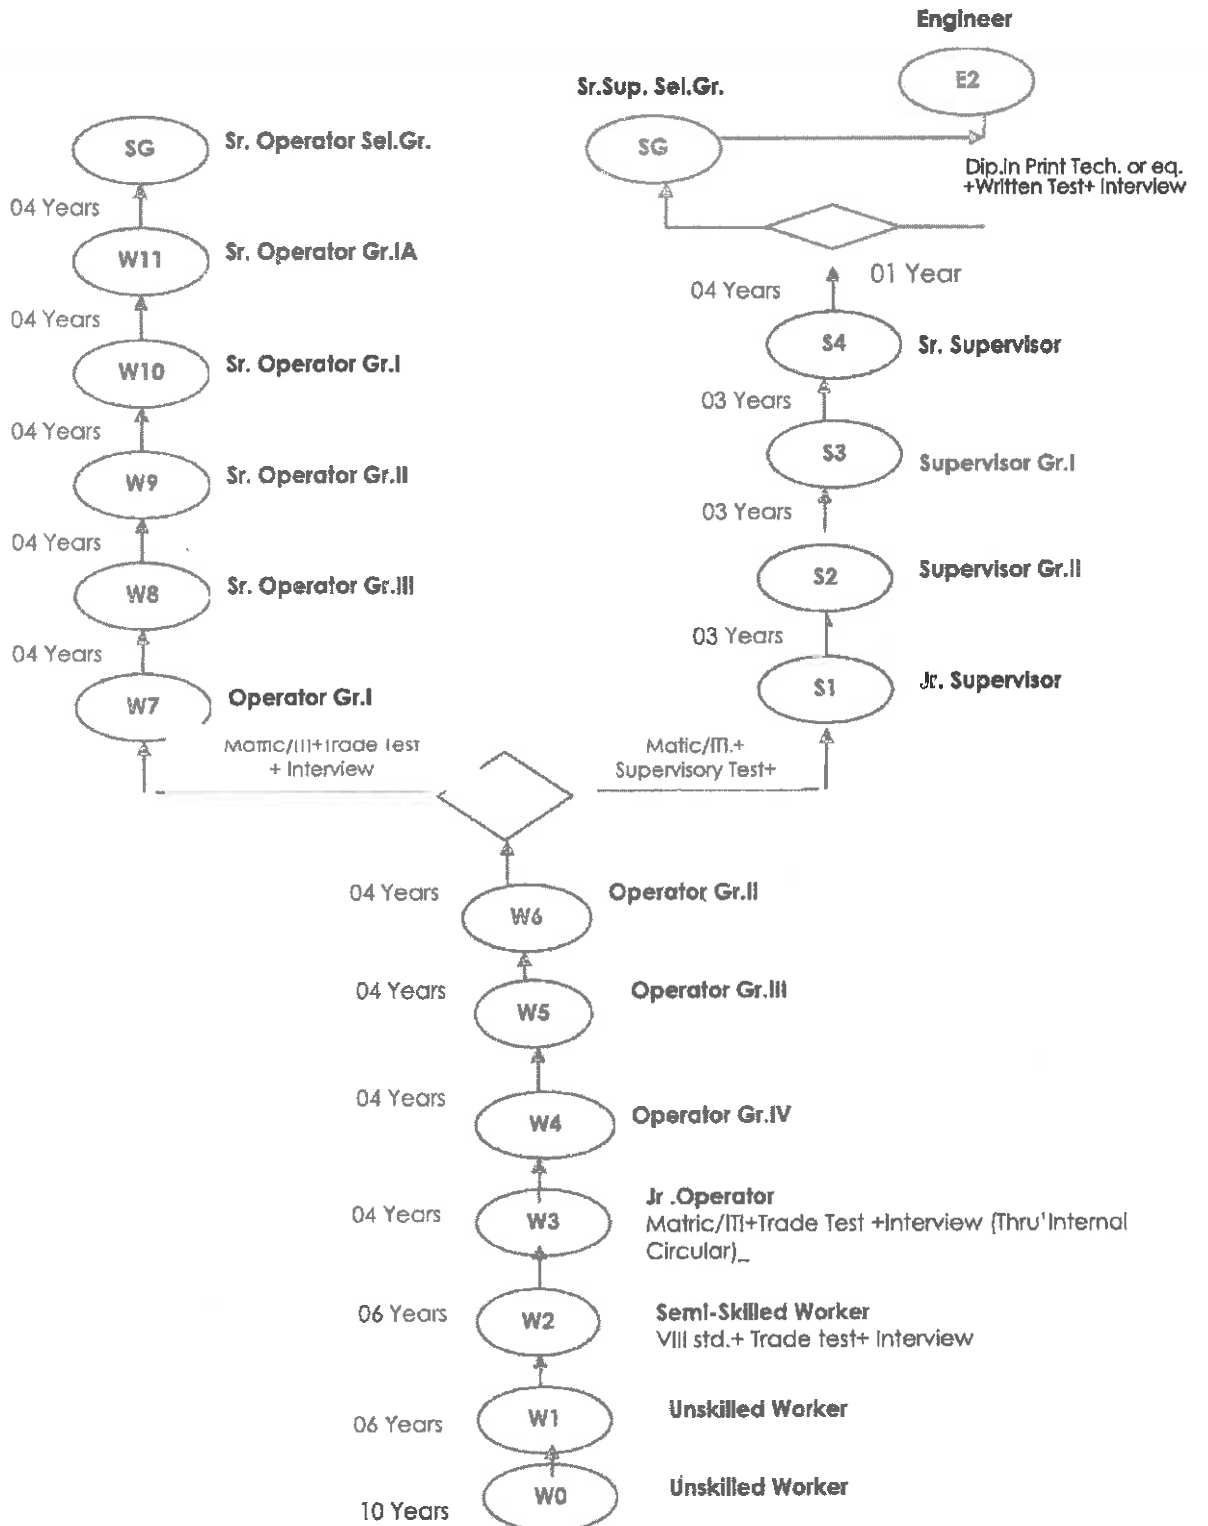 Engineer
E2
Sr.Sup. Sel.Gr.
SG
Dip.in Print Tech. or eq.
+Written Test+ Interview
SG
Sr. Operator Sel.Gr.
04 Years
W11
Sr. Operator Gr.IA
04 Years
W10
Sr. Operator Gr.I
04 Years
W9
Sr. Operator Gr.II
04 Years
W8
Sr. Operator Gr.III
04 Years
W7
Operator Gr.I
01 Year
04 Years
S4
Sr. Supervisor
03 Years
S3
Supervisor Gr.I
03 Years
S2
Supervisor Gr.II
03 Years
S1
Jr. Supervisor
Matric/ITI+Trade Test
+ Interview
Matic/ITI.+
Supervisory Test+
04 Years
W6
Operator Gr.II
04 Years
W5
Operator Gr.III
04 Years
W4
Operator Gr.IV
04 Years
W3
Jr .Operator
Matric/ITI+Trade Test +Interview (Thru'Internal
Circular)_
06 Years
W2
Semi-Skilled Worker
VIII std.+ Trade test+ Interview
06 Years
W1
Unskilled Worker
10 Years
W0
Unskilled Worker